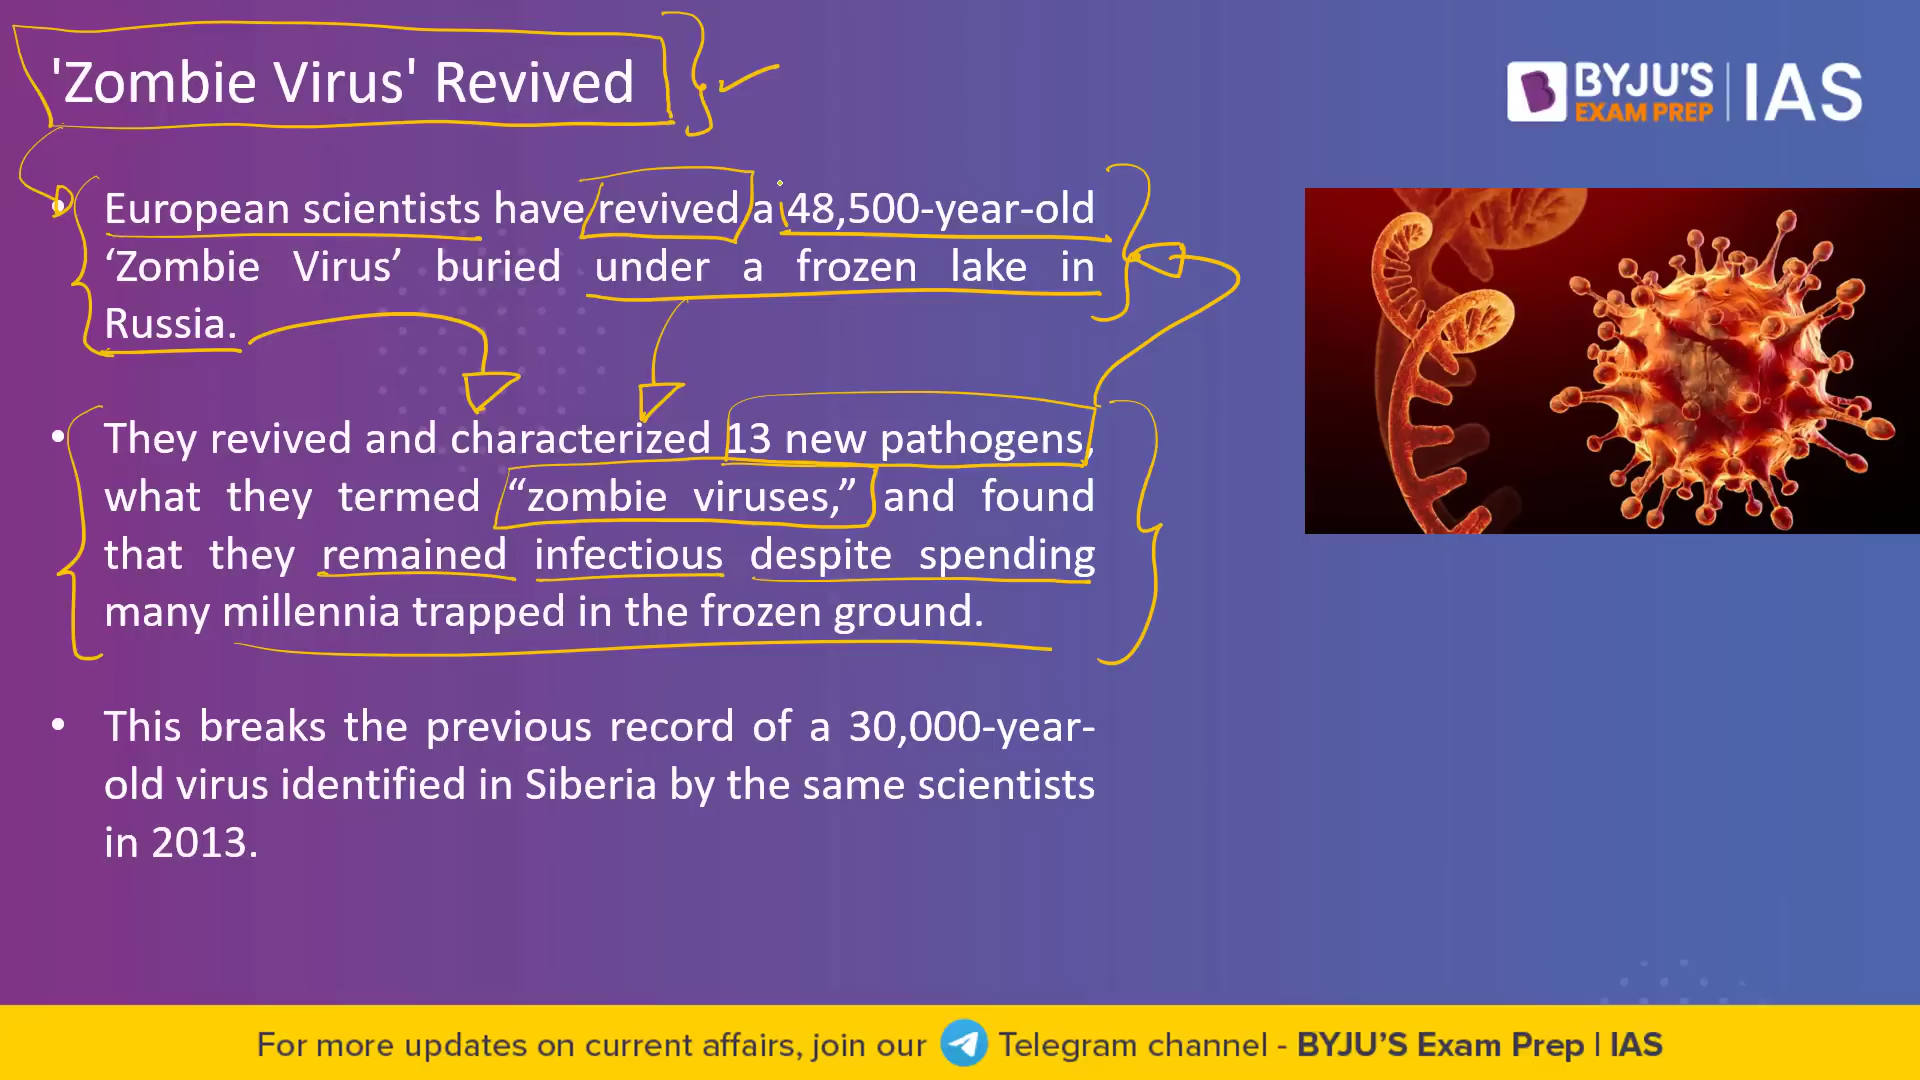 'Zombie Virus' Revived
BYJU'S
EXAM PREP
IAS
• European scientists have revived a 48,500-year-old
‘Zombie Virus’ buried under a frozen lake in
Russia.
• They revived and characterized 13 new pathogens,
what they termed “zombie viruses,” and found
that they remained infectious despite spending
many millennia trapped in the frozen ground.
• This breaks the previous record of a 30,000-year-
old virus identified in Siberia by the same scientists
in 2013.
For more updates on current affairs, join our Telegram channel - BYJU’S Exam Prep | IAS